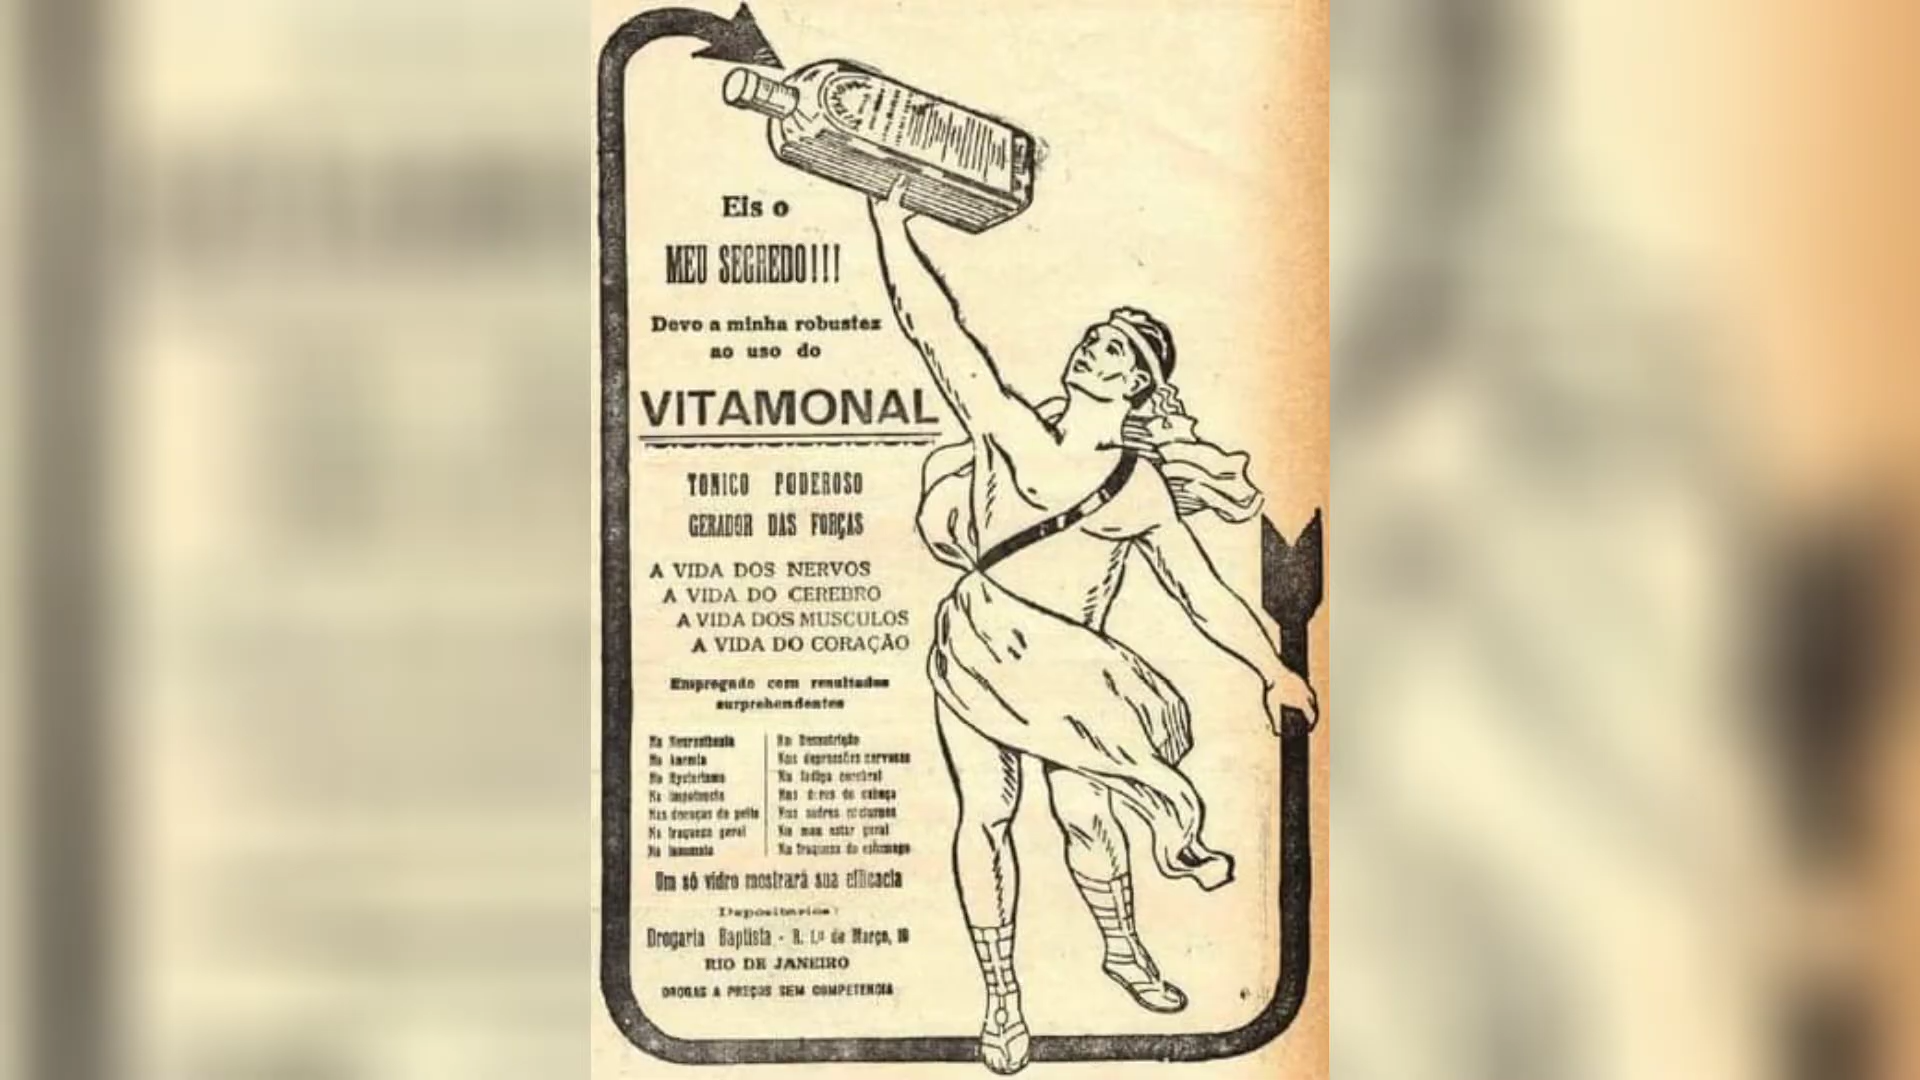 Eis o
MEU SEGREDO!!!
Devo a minha robustez
ao uso do
VITAMONAL
TONICO PODEROSO
GERADOR DAS FORÇAS
A VIDA DOS NERVOS
A VIDA DO CEREBRO
A VIDA DOS MUSCULOS
A VIDA DO CORAÇÃO
Empregado com resultados
surprehendentes
Na Neurasthenia
Na Anemia
No Hysterismo
Na Impotencia
Nas doenças do peito
Na fraqueza geral
Na Insomnia
Na Desnutrição
Nas depressões nervosas
Na fadiga cerebral
Nas dores de cabeça
Nos suores nocturnos
No mau estar geral
Na fraqueza do estomago
Um só vidro mostrará sua efficacia
Depositarios:
Drogaria Baptista - R. 1.º de Março, 10
RIO DE JANEIRO
DROGAS A PREÇOS SEM COMPETENCIA